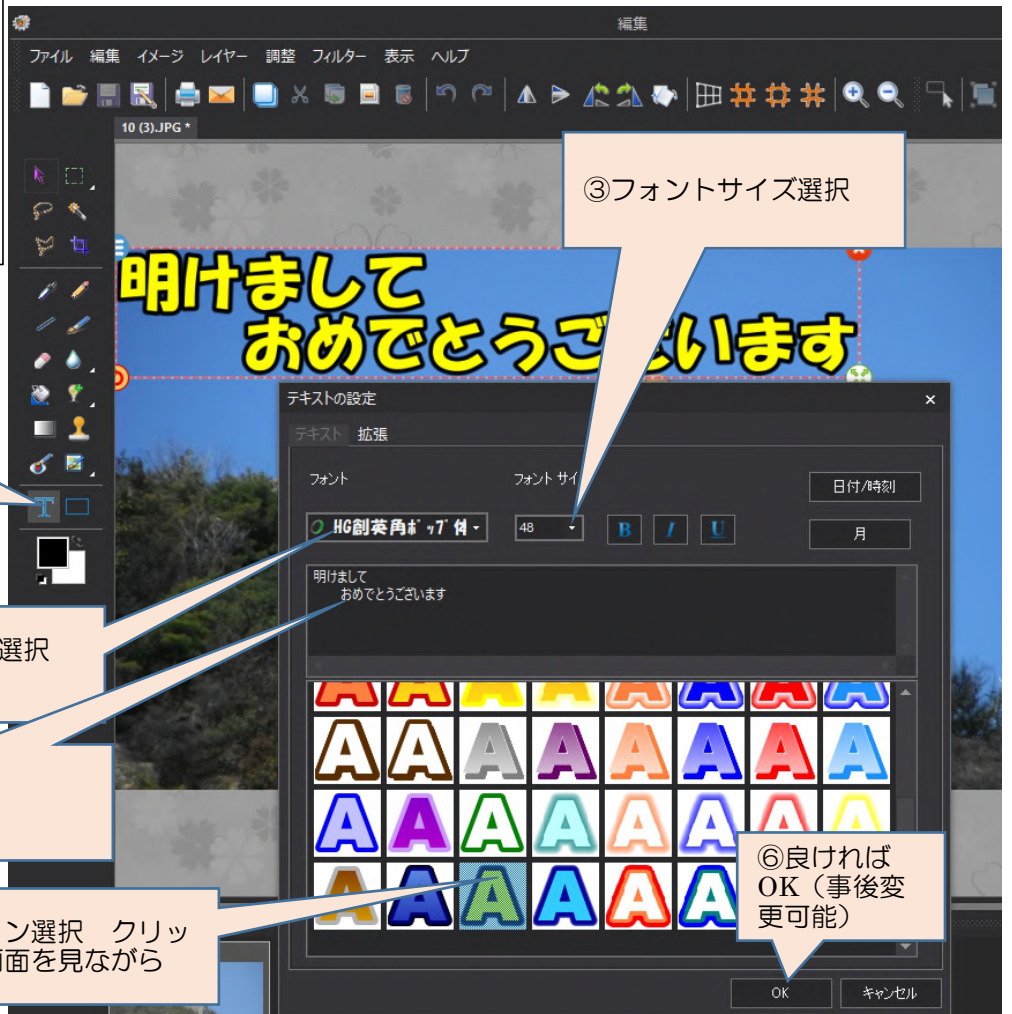 編集
ファイル 編集 イメージ レイヤー 調整 フィルター 表示 ヘルプ
10 (3).JPG *
③フォントサイズ選択
明けまして
おめでとうございます
テキストの設定
テキスト 拡張
フォント フォント サイ
日付/時刻
HG創英角ポップ体
48
B I U
月
明けまして
おめでとうございます
選択
A A A A A A A A
A A A A A A A A
A A A A A A A A
A A A A A A
⑥良ければ
OK(事後変
更可能)
ン選択 クリッ
画面を見ながら
OK キャンセル